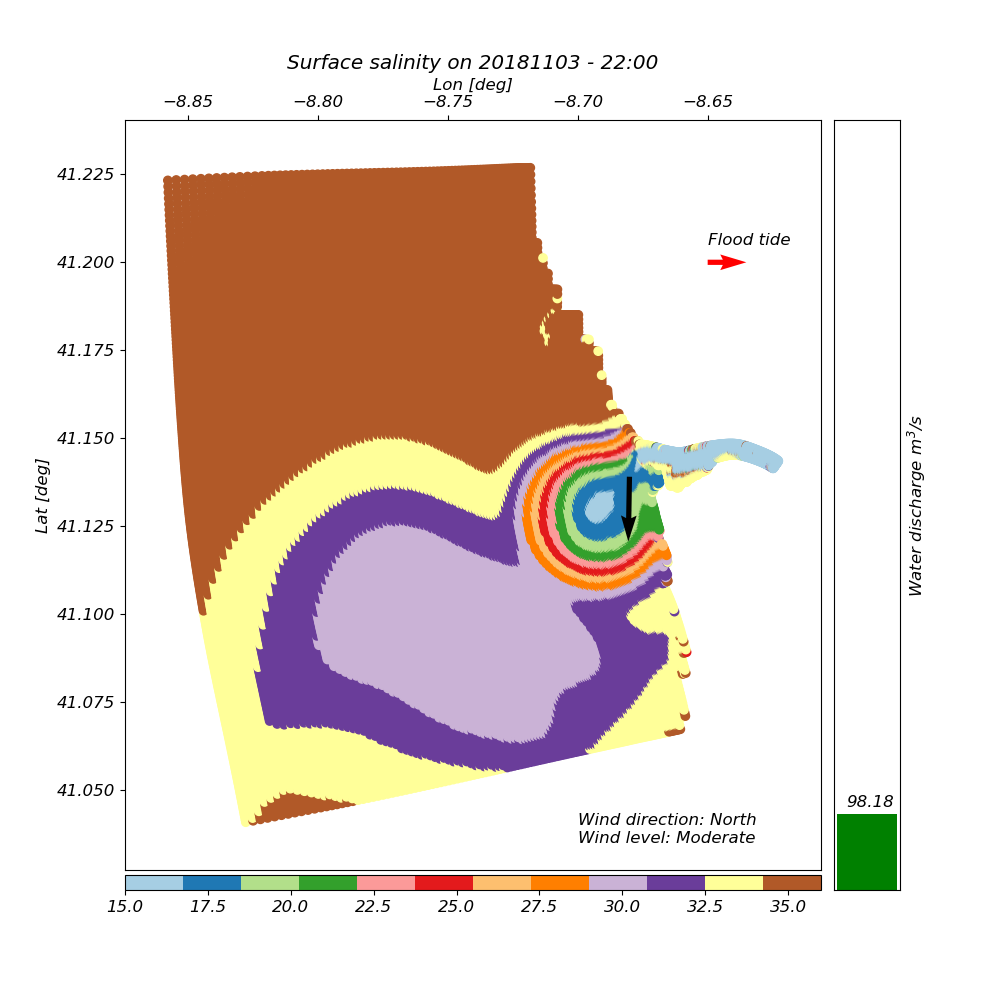 Surface salinity on 20181103 - 22:00
Lon [deg]
−8.85 −8.80 −8.75 −8.70 −8.65
41.225
41.200
41.175
41.150
41.125
41.100
41.075
41.050
Lat [deg]
Flood tide
Wind direction: North
Wind level: Moderate
15.0 17.5 20.0 22.5 25.0 27.5 30.0 32.5 35.0
98.18
Water discharge m³/s